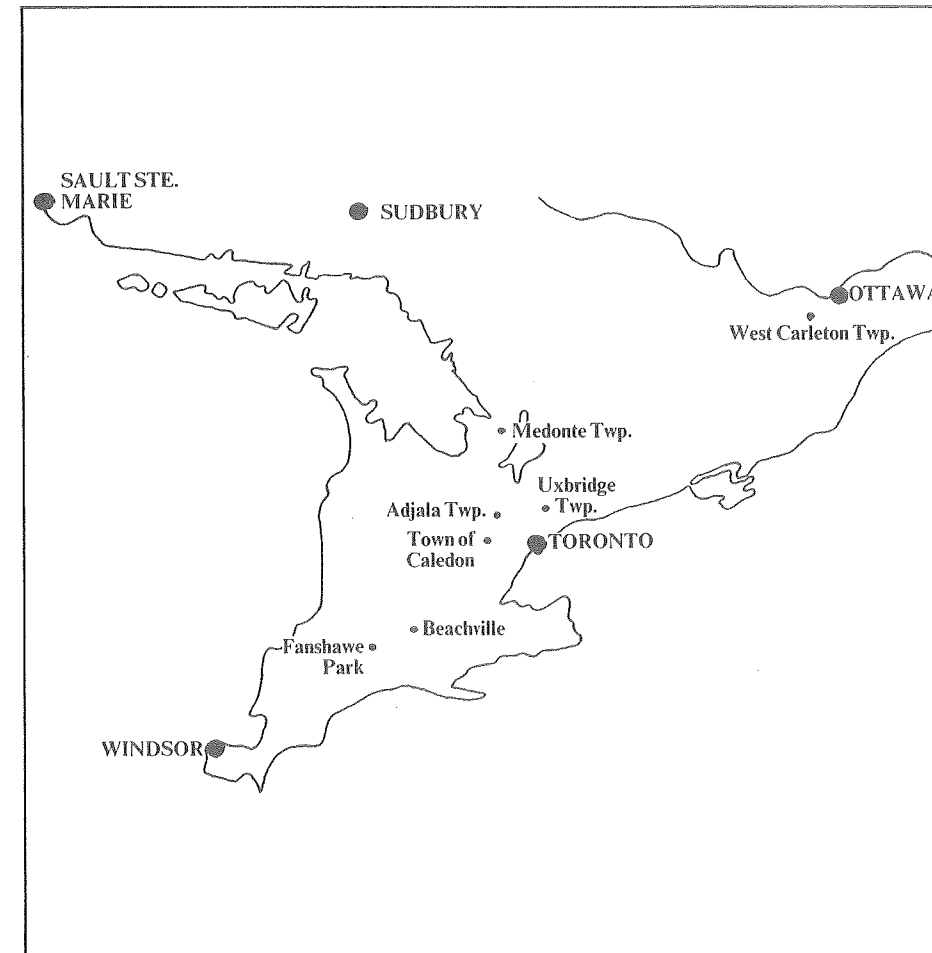 SAULT STE.
MARIE
SUDBURY
OTTAWA
West Carleton Twp.
Medonte Twp.
Uxbridge
Twp.
Adjala Twp.
Town of
Caledon
TORONTO
Beachville
Fanshawe
Park
WINDSOR